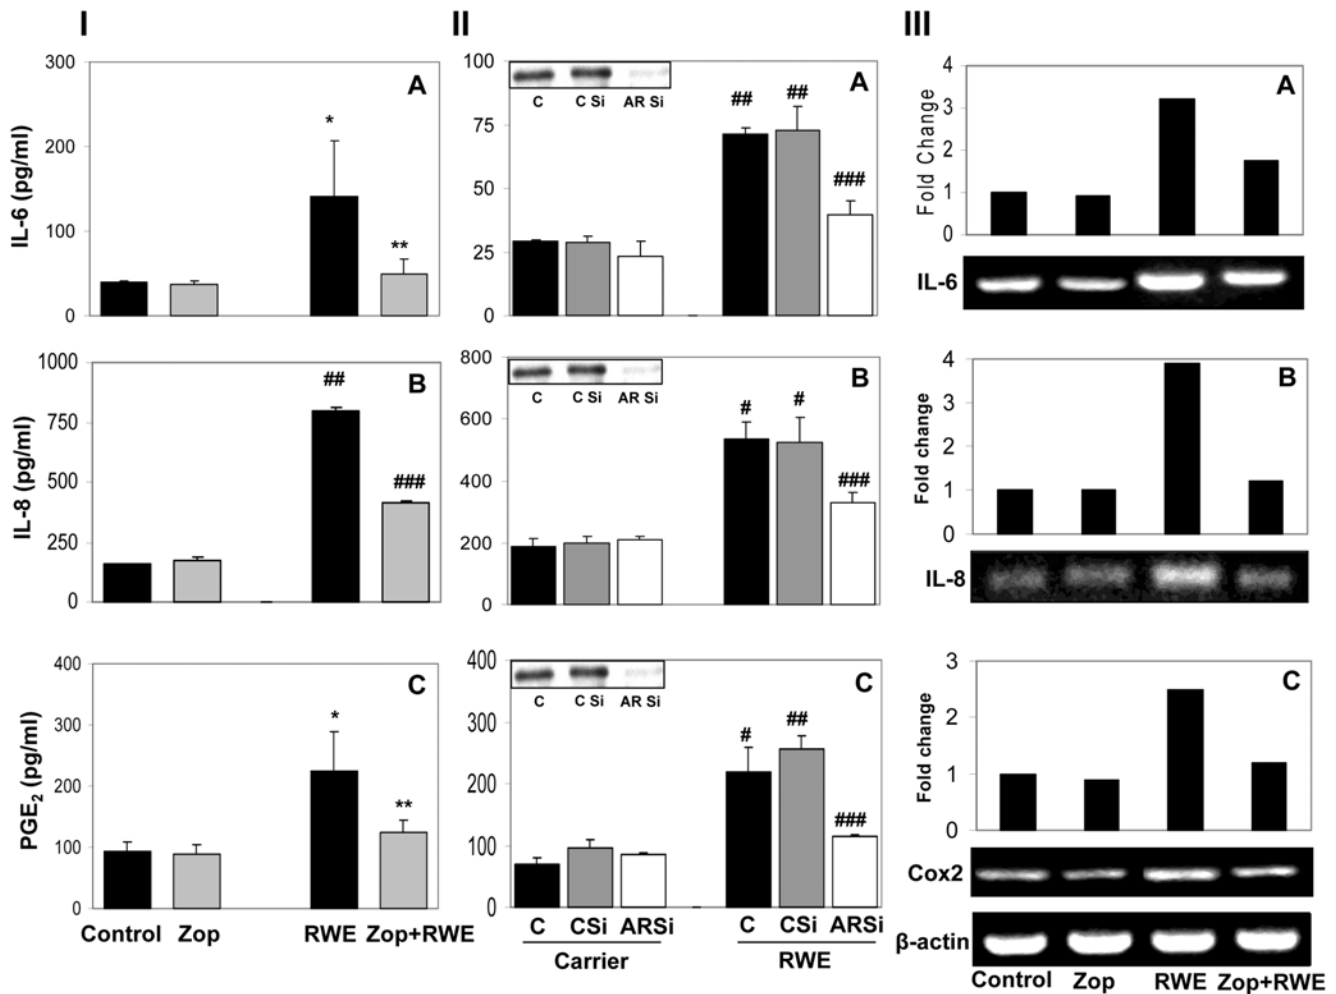 I
II
III
300
200
100
0
IL-6 (pg/ml)
A
*
**
100
75
50
25
0
C
C Si
AR Si
A
##
##
###
4
3
2
1
0
Fold Change
A
IL-6
1000
750
500
250
0
IL-8 (pg/ml)
B
##
###
800
600
400
200
0
C
C Si
AR Si
B
#
#
###
4
3
2
1
0
Fold change
B
IL-8
400
300
200
100
0
PGE2 (pg/ml)
C
*
**
Control Zop RWE Zop+RWE
400
300
200
100
0
C
C Si
AR Si
C
#
##
###
C CSi ARSi C CSi ARSi
Carrier RWE
3
2
1
0
Fold change
C
Cox2
β-actin
Control Zop RWE Zop+RWE